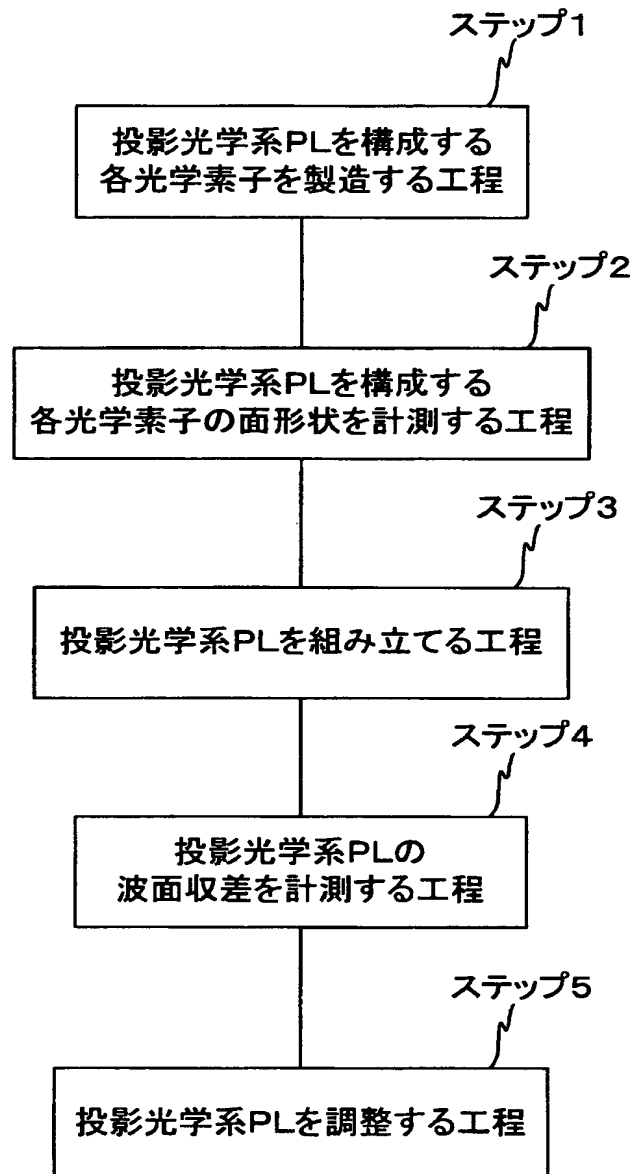 ステップ1
投影光学系PLを構成する
各光学素子を製造する工程
ステップ2
投影光学系PLを構成する
各光学素子の面形状を計測する工程
ステップ3
投影光学系PLを組み立てる工程
ステップ4
投影光学系PLの
波面収差を計測する工程
ステップ5
投影光学系PLを調整する工程